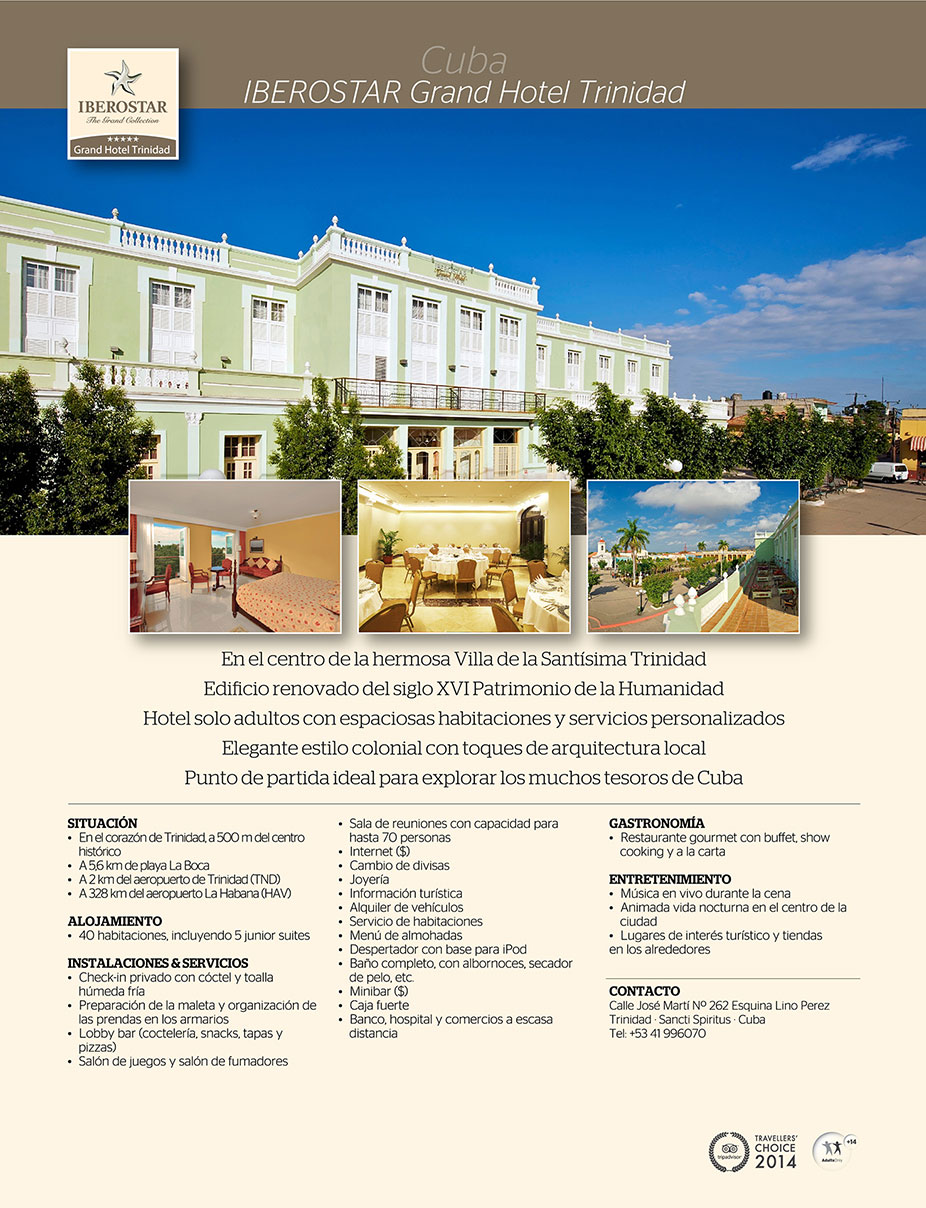 Cuba
IBEROSTAR Grand Hotel Trinidad
IBEROSTAR
The Grand Collection
★★★★★
Grand Hotel Trinidad
IBEROSTAR
Grand Hotel
En el centro de la hermosa Villa de la Santísima Trinidad
Edificio renovado del siglo XVI Patrimonio de la Humanidad
Hotel solo adultos con espaciosas habitaciones y servicios personalizados
Elegante estilo colonial con toques de arquitectura local
Punto de partida ideal para explorar los muchos tesoros de Cuba
SITUACIÓN
• En el corazón de Trinidad, a 500 m del centro
histórico
• A 5,6 km de playa La Boca
• A 2 km del aeropuerto de Trinidad (TND)
• A 328 km del aeropuerto La Habana (HAV)
ALOJAMIENTO
• 40 habitaciones, incluyendo 5 junior suites
INSTALACIONES & SERVICIOS
• Check-in privado con cóctel y toalla
húmeda fría
• Preparación de la maleta y organización de
las prendas en los armarios
• Lobby bar (coctelería, snacks, tapas y
pizzas)
• Salón de juegos y salón de fumadores
• Sala de reuniones con capacidad para
hasta 70 personas
• Internet ($)
• Cambio de divisas
• Joyería
• Información turística
• Alquiler de vehículos
• Servicio de habitaciones
• Menú de almohadas
• Despertador con base para iPod
• Baño completo, con albornoces, secador
de pelo, etc.
• Minibar ($)
• Caja fuerte
• Banco, hospital y comercios a escasa
distancia
GASTRONOMÍA
• Restaurante gourmet con buffet, show
cooking y a la carta
ENTRETENIMIENTO
• Música en vivo durante la cena
• Animada vida nocturna en el centro de la
ciudad
• Lugares de interés turístico y tiendas
en los alrededores
CONTACTO
Calle José Martí Nº 262 Esquina Lino Perez
Trinidad · Sancti Spiritus · Cuba
Tel: +53 41 996070
tripadvisor
TRAVELLERS'
CHOICE
2014
AdultsOnly
+14